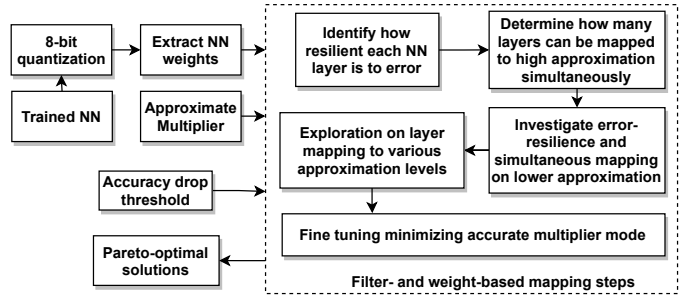 8-bit
quantization
Extract NN
weights
Trained NN
Approximate
Multiplier
Accuracy drop
threshold
Pareto-optimal
solutions
Identify how
resilient each NN
layer is to error
Determine how many
layers can be mapped
to high approximation
simultaneously
Investigate error-
resilience and
simultaneous mapping
on lower approximation
Exploration on layer
mapping to various
approximation levels
Fine tuning minimizing accurate multiplier mode
Filter- and weight-based mapping steps